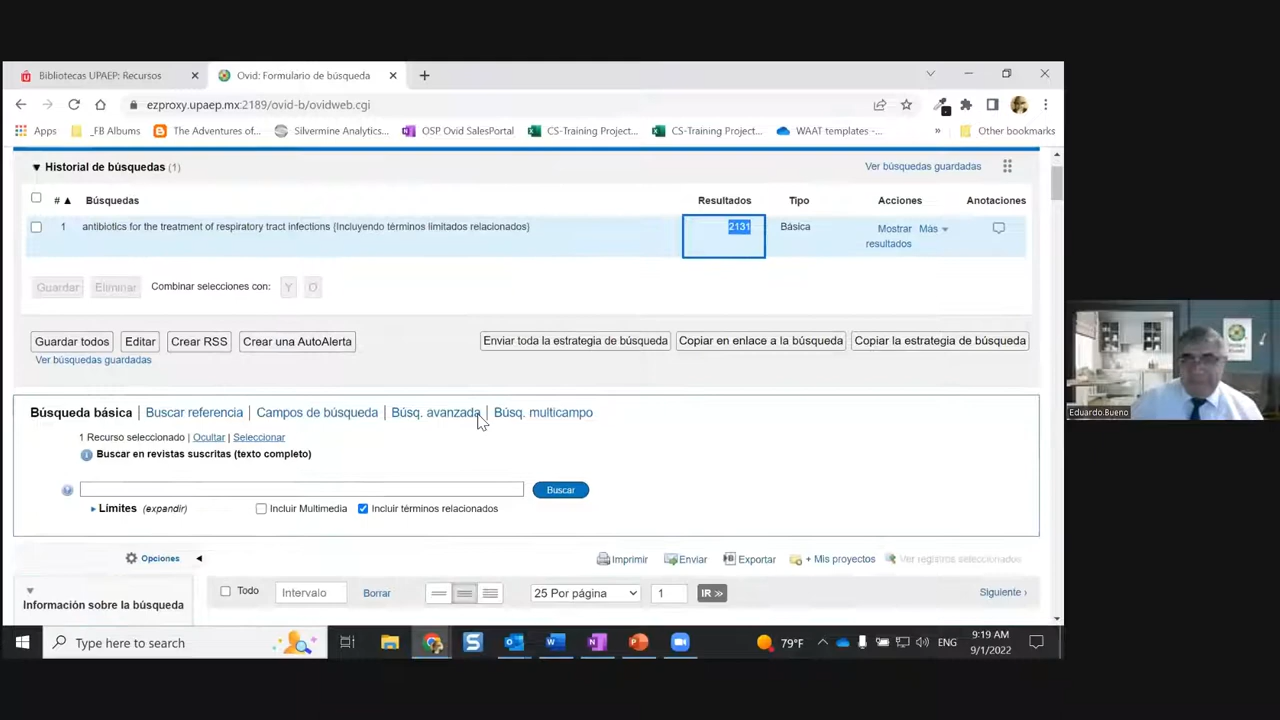 Bibliotecas UPAEP: Recursos
Ovid: Formulario de búsqueda
ezproxy.upaep.mx:2189/ovid-b/ovidweb.cgi
Apps
_FB Albums
The Adventures of...
Silvermine Analytics...
OSP Ovid SalesPortal
CS-Training Project...
CS-Training Project...
WAAT templates -...
»
Other bookmarks
Historial de búsquedas (1)
Ver búsquedas guardadas
# ▲ Búsquedas Resultados Tipo Acciones Anotaciones
1 antibiotics for the treatment of respiratory tract infections {Incluyendo términos limitados relacionados} 2131 Básica Mostrar Más
resultados
Guardar Eliminar Combinar selecciones con: Y O
Guardar todos Editar Crear RSS Crear una AutoAlerta Enviar toda la estrategia de búsqueda Copiar en enlace a la búsqueda Copiar la estrategia de búsqueda
Ver búsquedas guardadas
Búsqueda básica | Buscar referencia | Campos de búsqueda | Búsq. avanzada | Búsq. multicampo
1 Recurso seleccionado | Ocultar | Seleccionar
Buscar en revistas suscritas (texto completo)
Buscar
Límites (expandir) Incluir Multimedia Incluir términos relacionados
Opciones Imprimir Enviar Exportar + Mis proyectos Ver registros seleccionados
Información sobre la búsqueda
Todo Intervalo Borrar 25 Por página 1 IR » Siguiente ›
Eduardo.Bueno
Type here to search
79°F
ENG
9:19 AM
9/1/2022